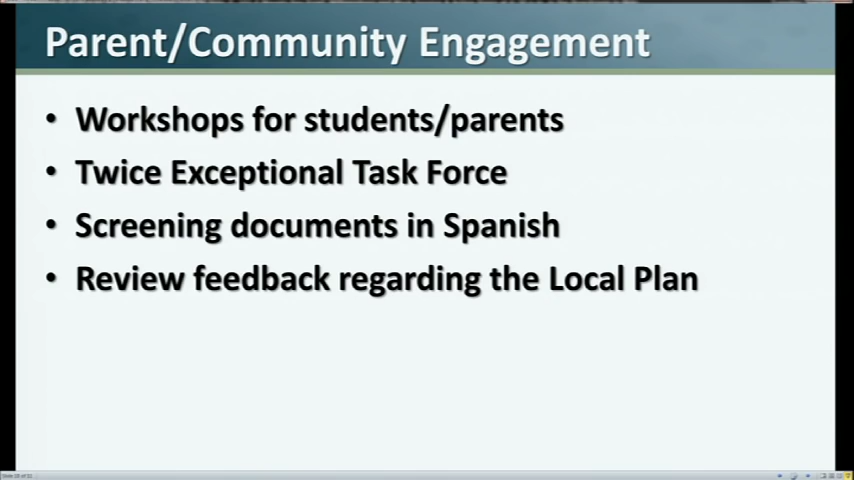 Parent/Community Engagement
• Workshops for students/parents
• Twice Exceptional Task Force
• Screening documents in Spanish
• Review feedback regarding the Local Plan